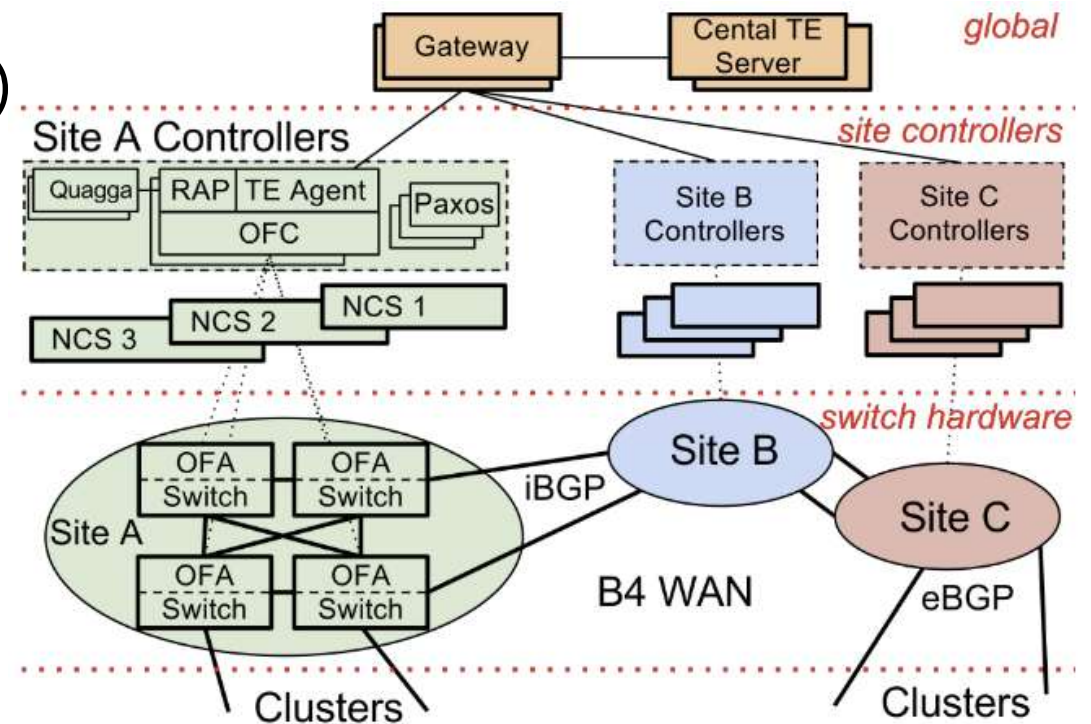 )
Gateway
Cental TE
Server
global
Site A Controllers
site controllers
Quagga
RAP
TE Agent
OFC
Paxos
Site B
Controllers
Site C
Controllers
NCS 1
NCS 2
NCS 3
switch hardware
OFA
Switch
OFA
Switch
Site A
OFA
Switch
OFA
Switch
iBGP
Site B
Site C
B4 WAN
eBGP
Clusters
Clusters